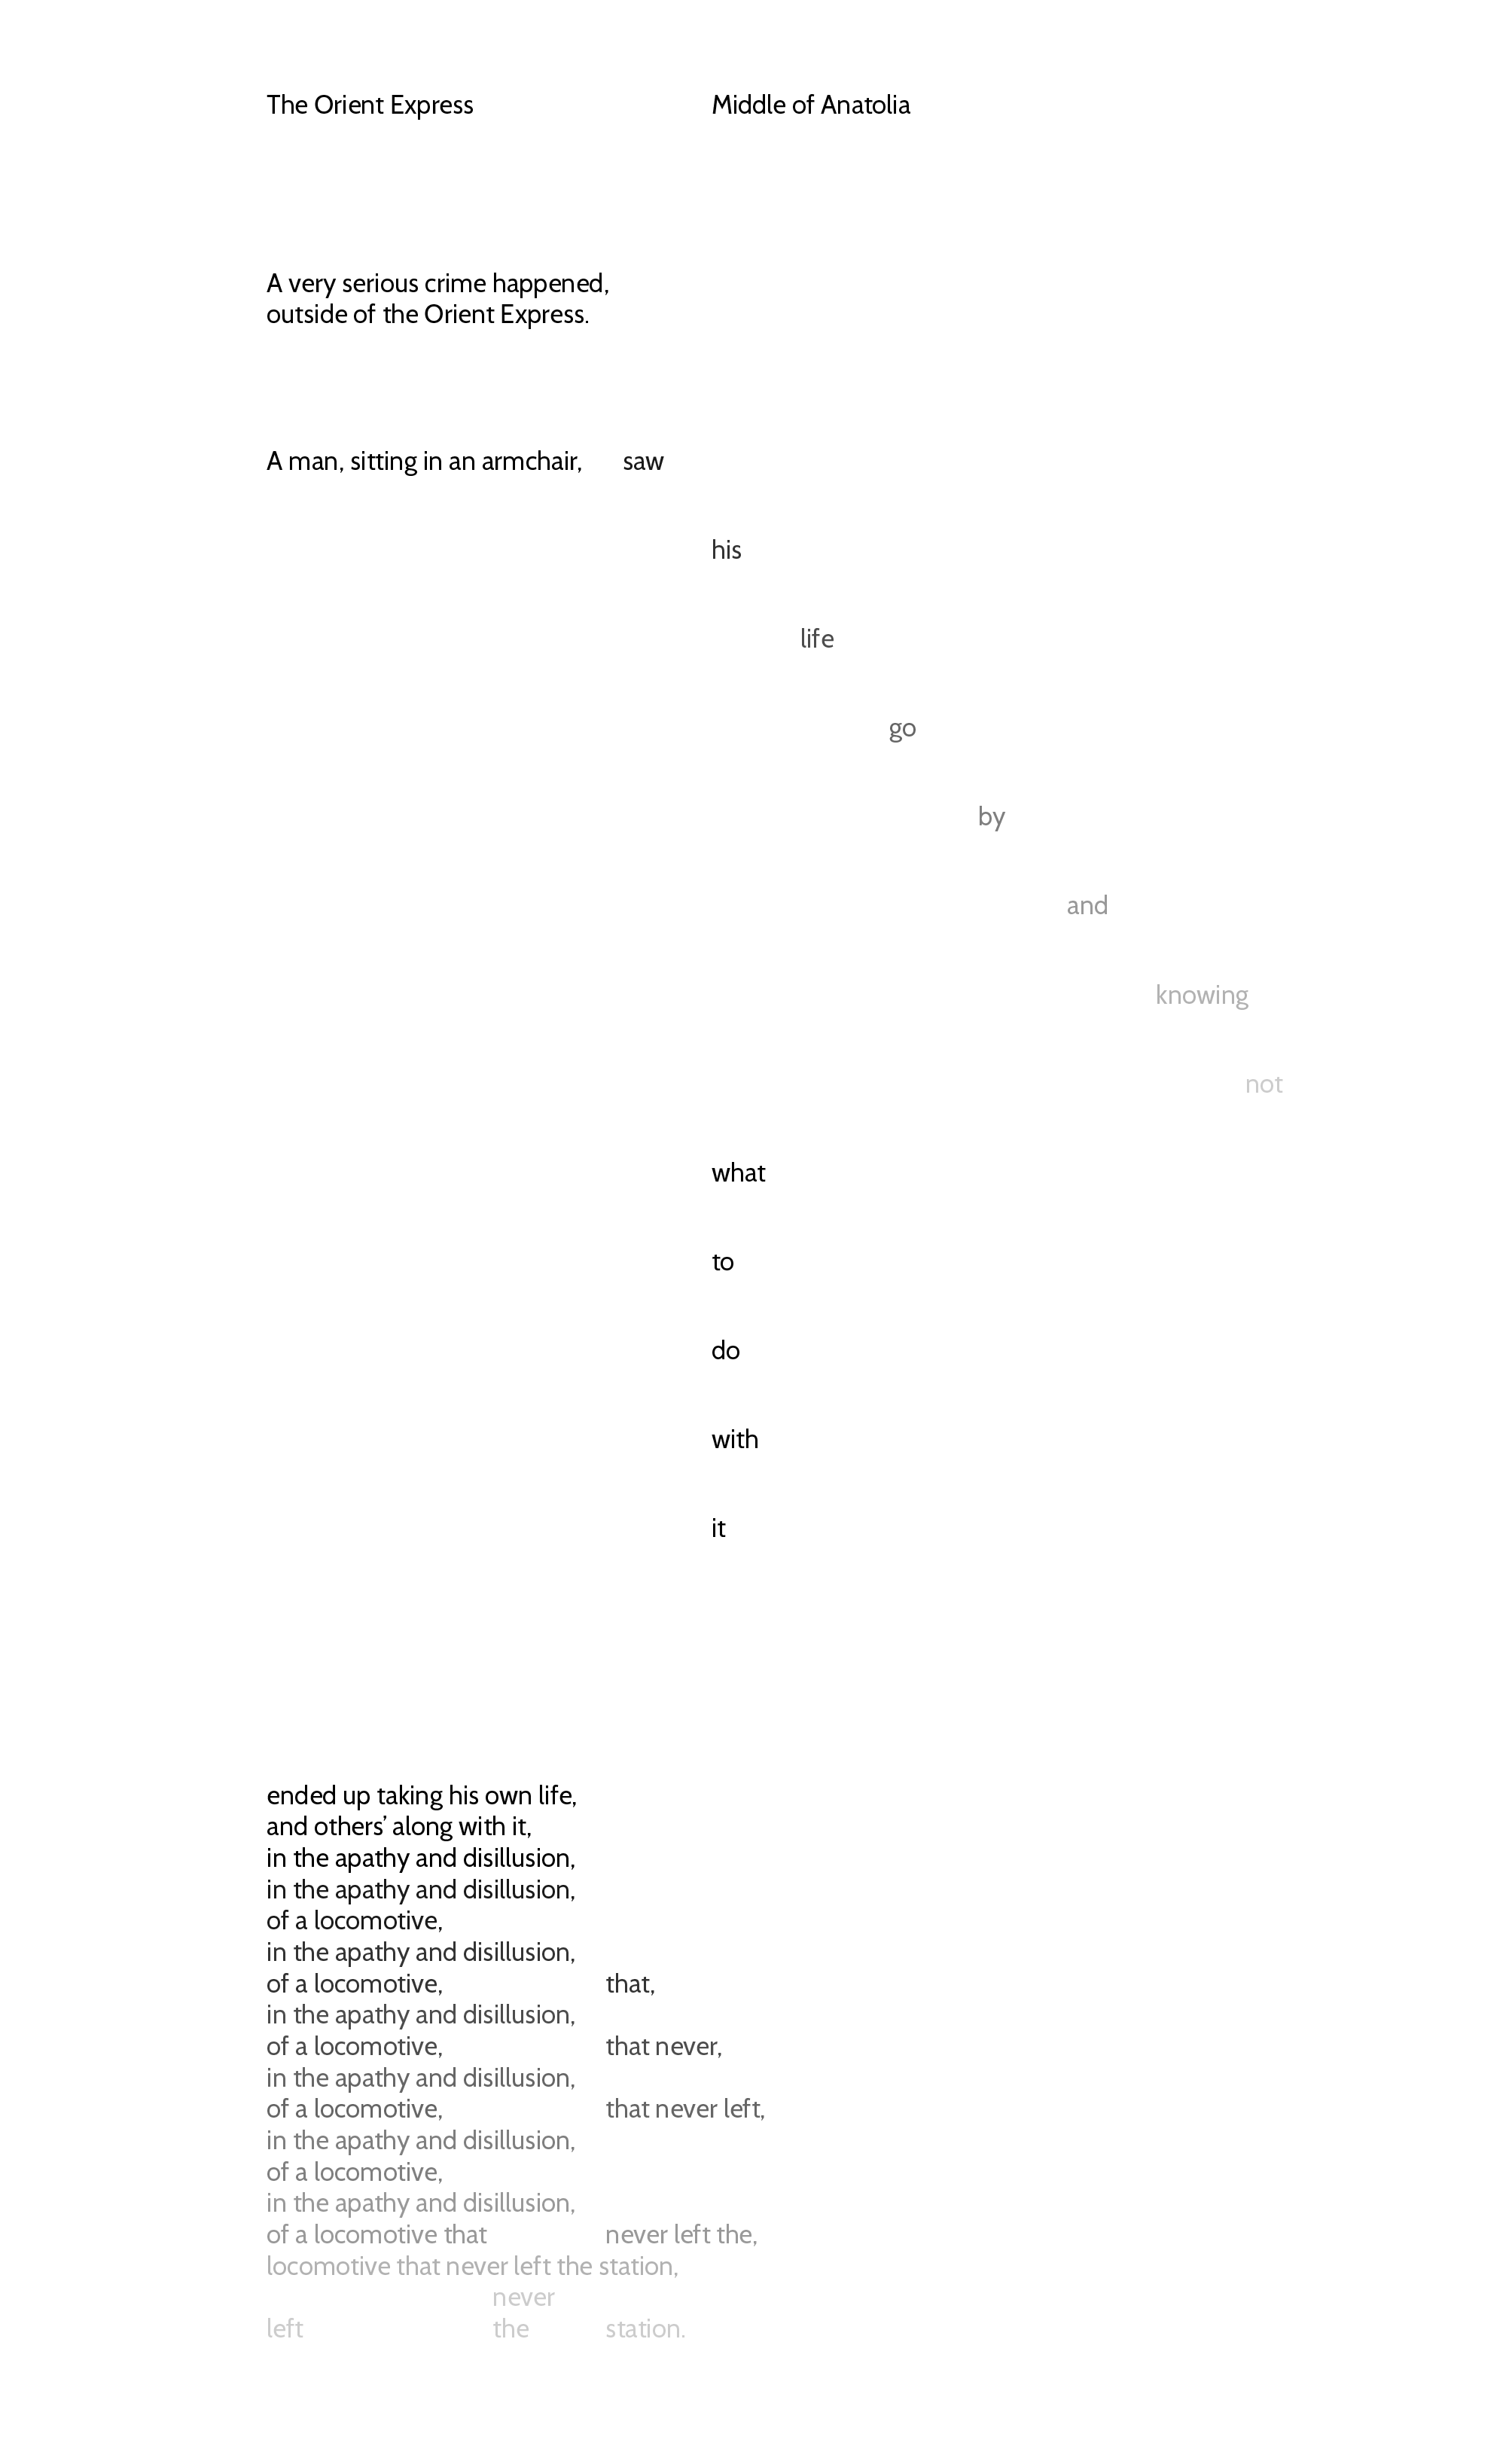 The Orient Express Middle of Anatolia
A very serious crime happened,
outside of the Orient Express.
A man, sitting in an armchair, saw
his
life
go
by
and
knowing
not
what
to
do
with
it
ended up taking his own life,
and others’ along with it,
in the apathy and disillusion,
in the apathy and disillusion,
of a locomotive,
in the apathy and disillusion,
of a locomotive, that,
in the apathy and disillusion,
of a locomotive, that never,
in the apathy and disillusion,
of a locomotive, that never left,
in the apathy and disillusion,
of a locomotive,
in the apathy and disillusion,
of a locomotive that never left the,
locomotive that never left the station,
never
left the station.